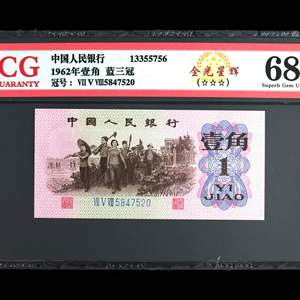 CG
UARANTY
中国人民银行 13355756
1962年壹角 蓝三冠
冠号： Ⅶ Ⅴ Ⅷ5847520
金光星辉
(☆☆☆)
68
Superb Gem U
中国人民银行
壹角
1
YI
JIAO
Ⅶ Ⅴ Ⅷ 5847520